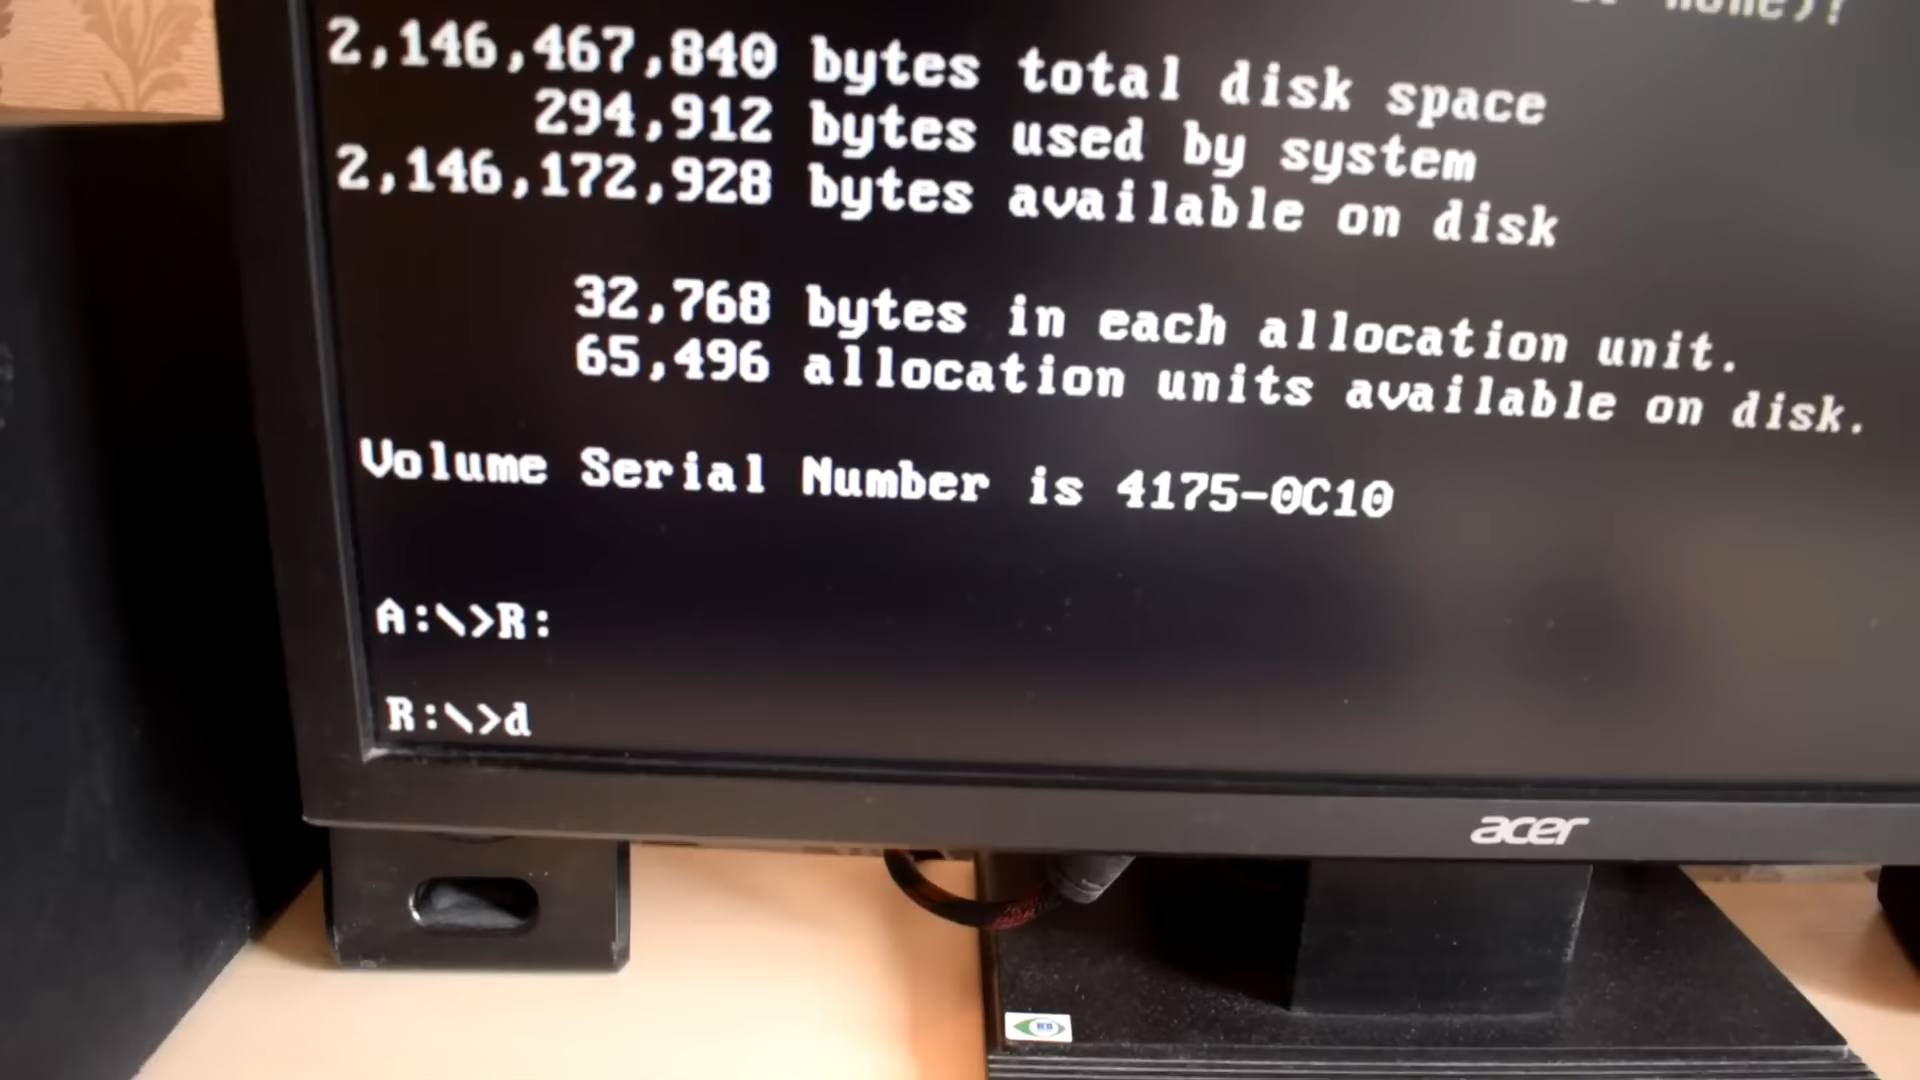 none)?
2,146,467,840 bytes total disk space
294,912 bytes used by system
2,146,172,928 bytes available on disk
32,768 bytes in each allocation unit.
65,496 allocation units available on disk.
Volume Serial Number is 4175-0C10
A:\>R:
R:\>d
acer